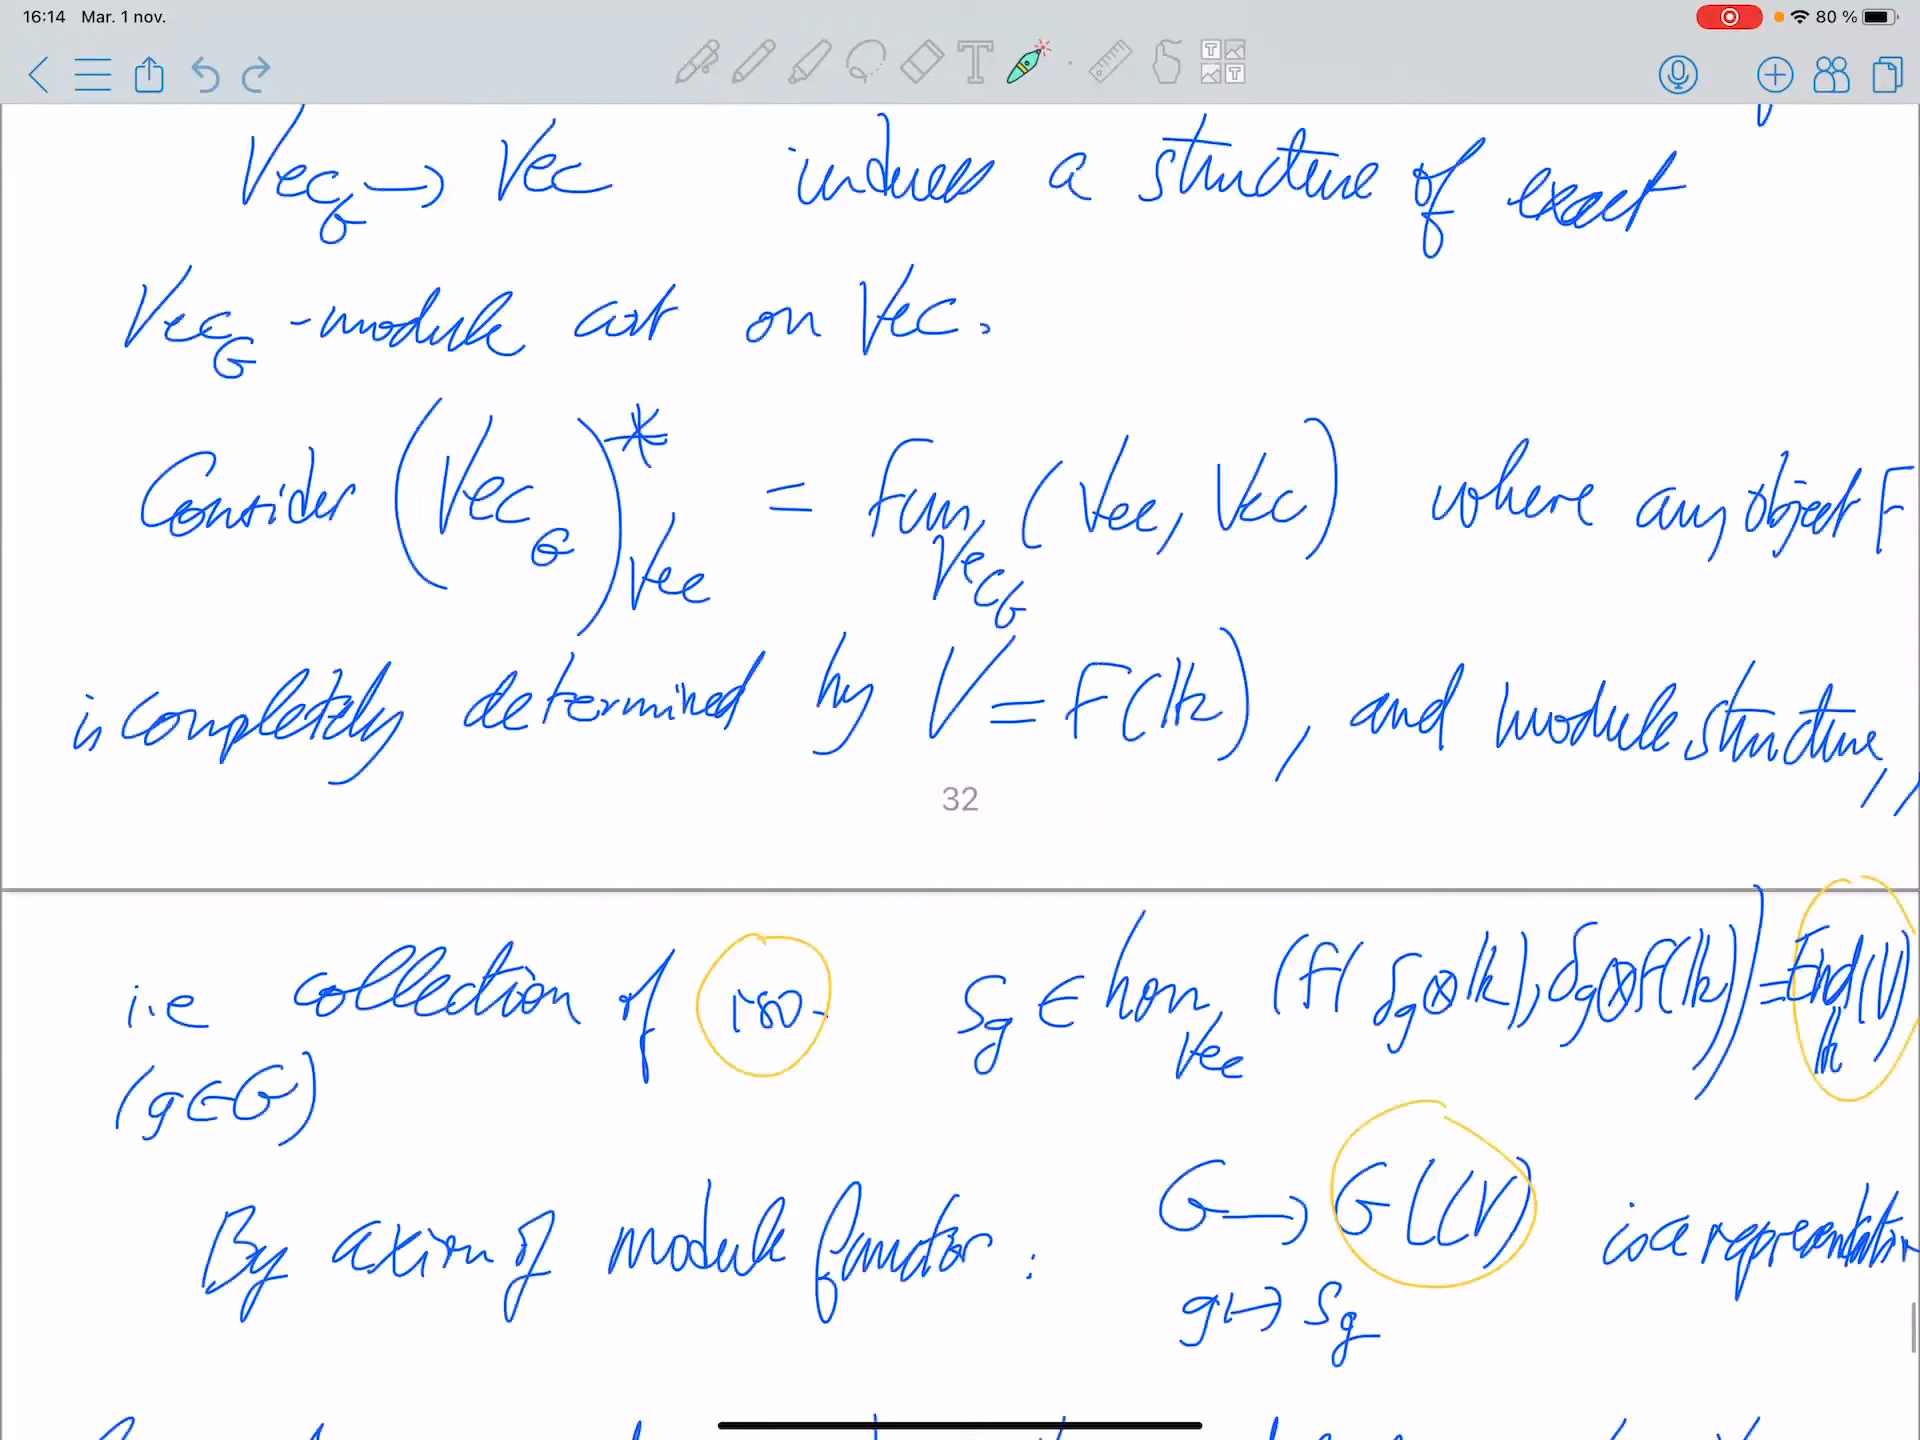 16:14 Mar. 1 nov. 80 %
Vec_G → Vec induces a structure of exact
Vec_G -module cat on Vec.
Consider (Vec_G)^*_Vec = Fun_{Vec_G} (Vec, Vec) where any object F
is completely determined by V = F(𝕜), and module structure,
32
i.e collection of iso. s_g ∈ hom_Vec (F(δ_g ⊗ 𝕜), δ_g ⊗ F(𝕜)) = End_𝕜(V)
(g ∈ G)
By axiom of module functor : G → GL(V) is a representation
g ↦ s_g